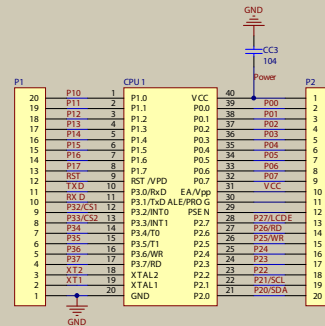 GND
CC3
104
Power
P1 CPU1 P2
20 P10 1 P1.0 VCC 40 1
19 P11 2 P1.1 P0.0 39 P00 2
18 P12 3 P1.2 P0.1 38 P01 3
17 P13 4 P1.3 P0.2 37 P02 4
16 P14 5 P1.4 P0.3 36 P03 5
15 P15 6 P1.5 P0.4 35 P04 6
14 P16 7 P1.6 P0.5 34 P05 7
13 P17 8 P1.7 P0.6 33 P06 8
12 RST 9 RST/VPD P0.7 32 P07 9
11 TXD 10 P3.0/RxD EA/Vpp 31 VCC 10
10 RXD 11 P3.1/TxD ALE/PROG 30 11
9 P32/CS1 12 P3.2/INT0 PSEN 29 12
8 P33/CS2 13 P3.3/INT1 P2.7 28 P27/LCDE 13
7 P34 14 P3.4/T0 P2.6 27 P26/RD 14
6 P35 15 P3.5/T1 P2.5 26 P25/WR 15
5 P36 16 P3.6/WR P2.4 25 P24 16
4 P37 17 P3.7/RD P2.3 24 P23 17
3 XT2 18 XTAL2 P2.2 23 P22 18
2 XT1 19 XTAL1 P2.1 22 P21/SCL 19
1 20 GND P2.0 21 P20/SDA 20
GND